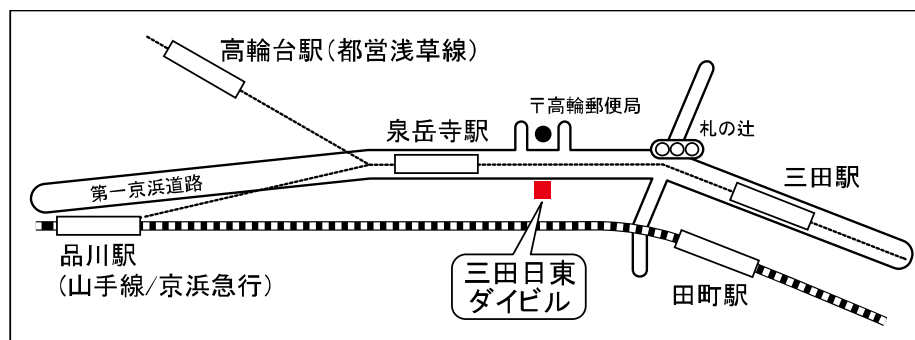 高輪台駅(都営浅草線)
〒高輪郵便局
札の辻
泉岳寺駅
三田駅
第一京浜道路
品川駅
(山手線/京浜急行)
三田日東
ダイビル
田町駅